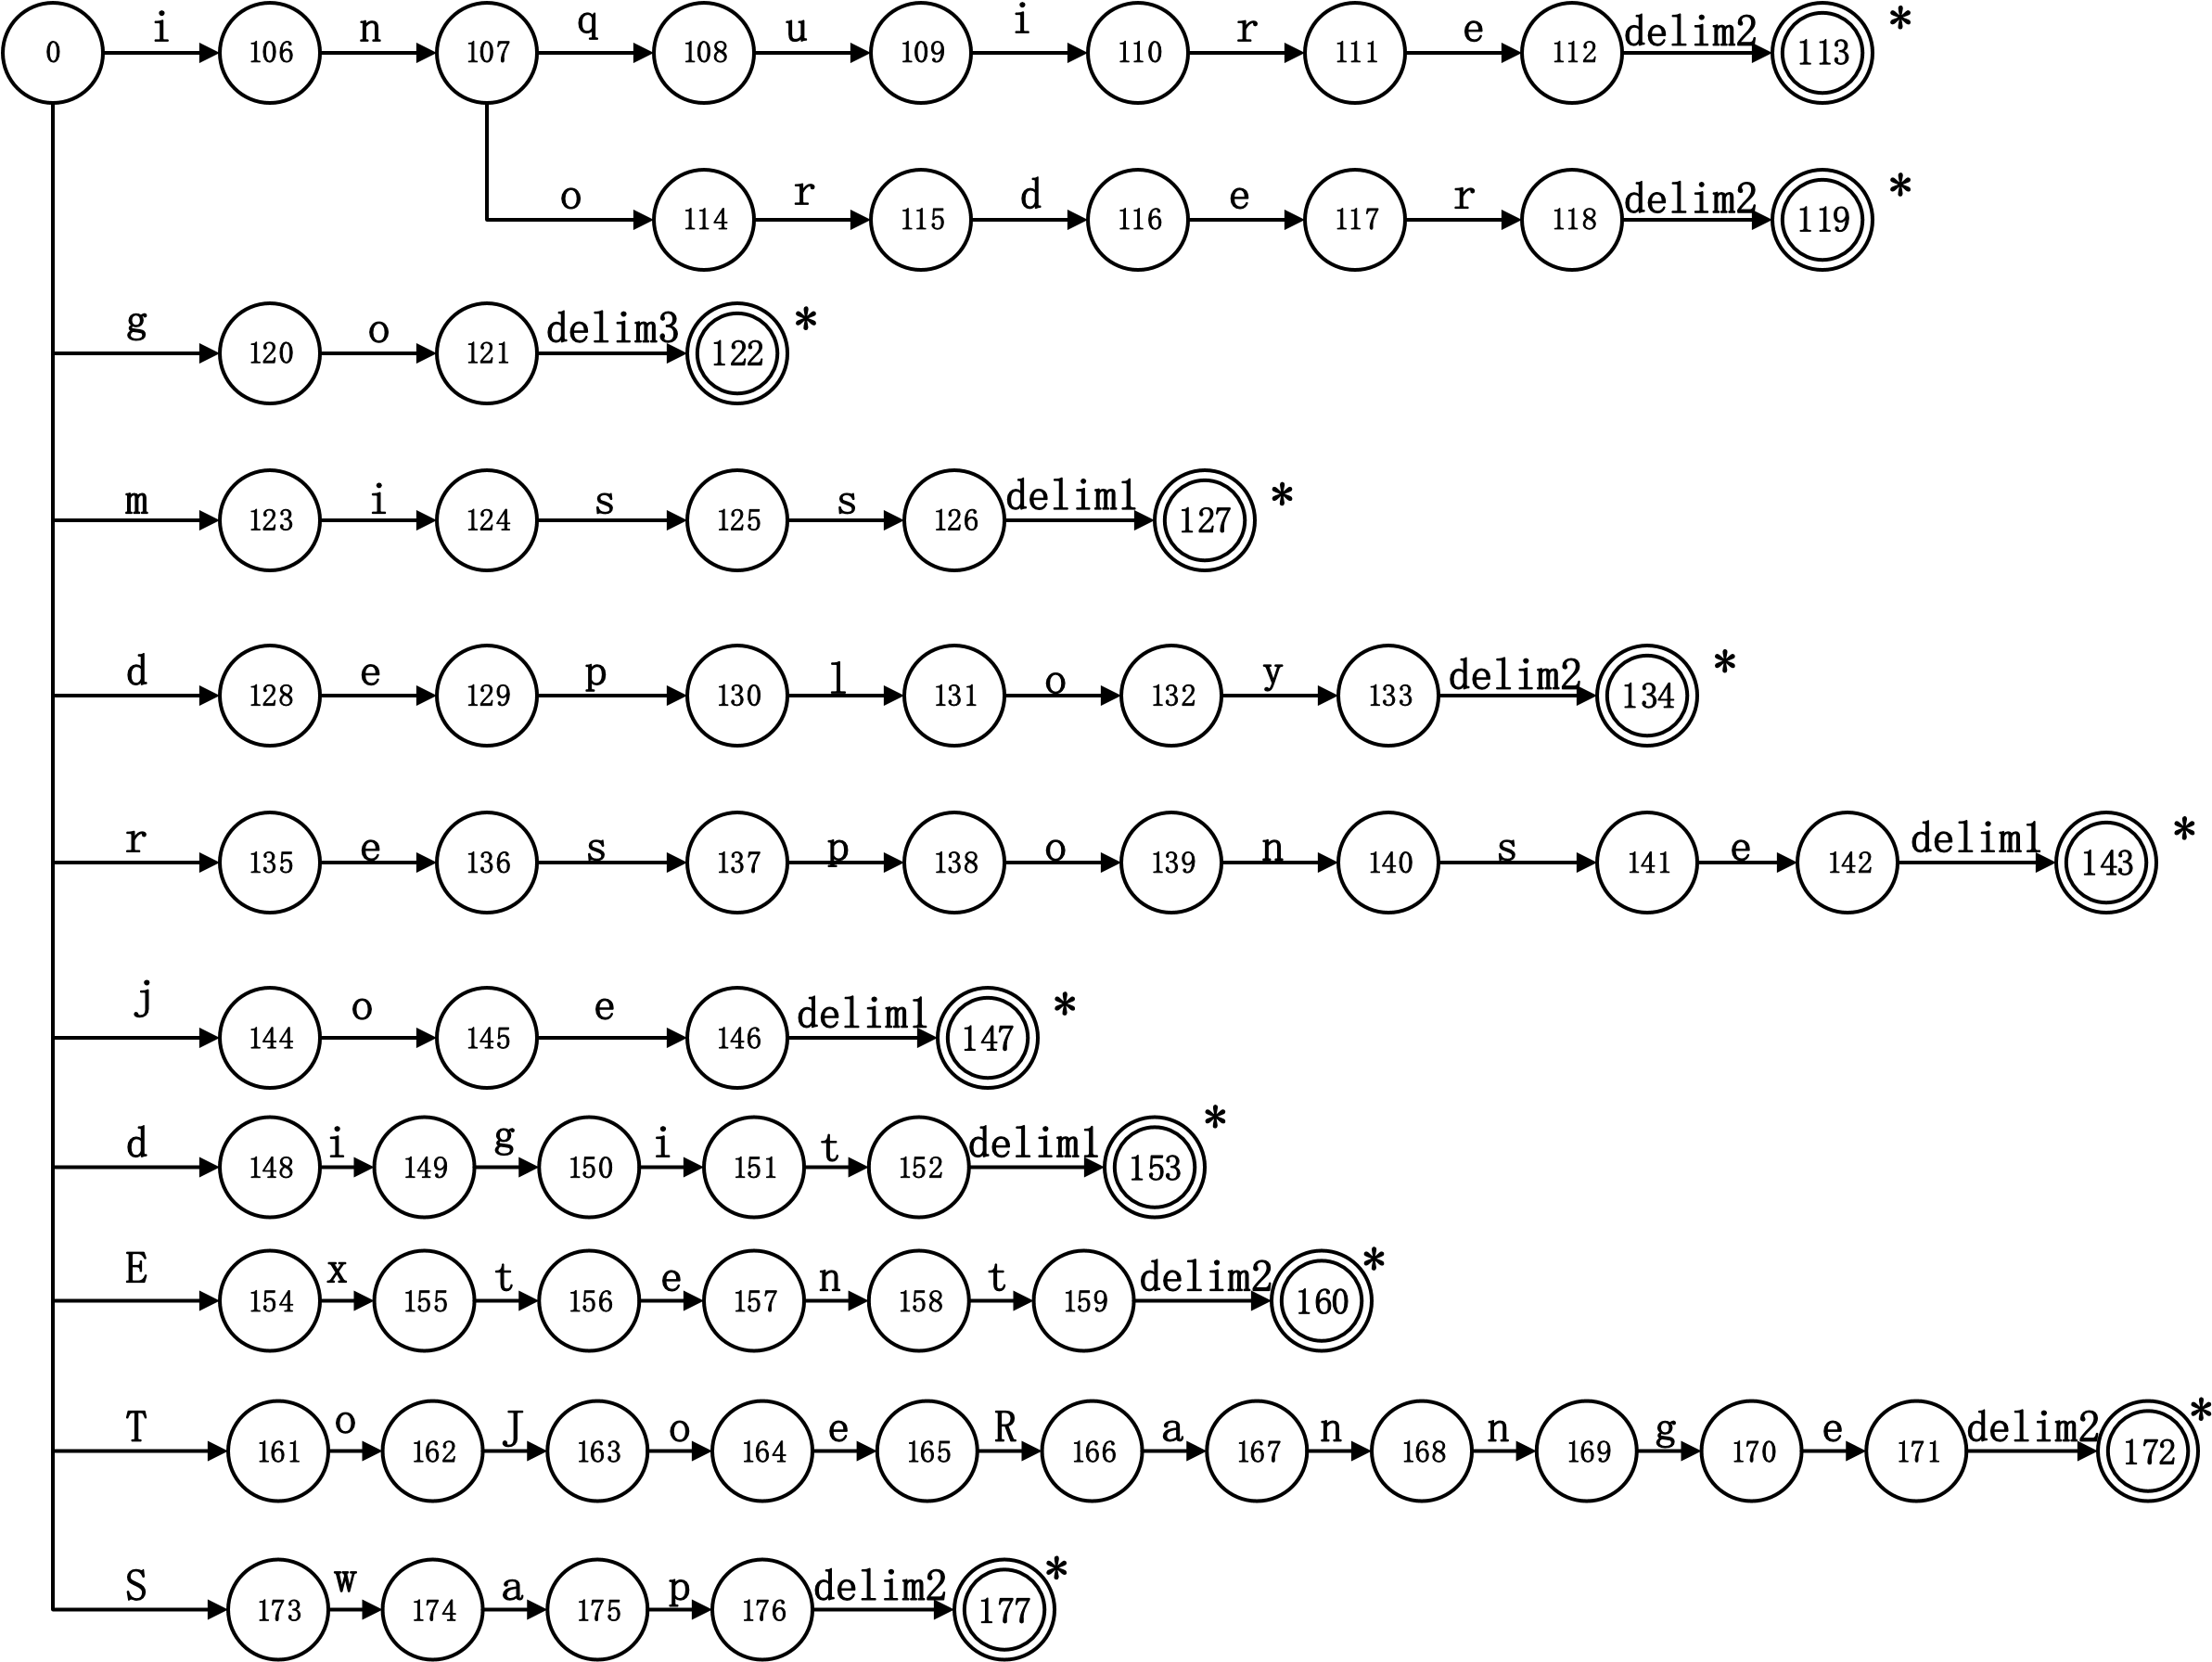 0 i 106 n 107 q 108 u 109 i 110 r 111 e 112 delim2 113 *
o 114 r 115 d 116 e 117 r 118 delim2 119 *
g 120 o 121 delim3 122 *
m 123 i 124 s 125 s 126 delim1 127 *
d 128 e 129 p 130 l 131 o 132 y 133 delim2 134 *
r 135 e 136 s 137 p 138 o 139 n 140 s 141 e 142 delim1 143 *
j 144 o 145 e 146 delim1 147 *
d 148 i 149 g 150 i 151 t 152 delim1 153 *
E 154 x 155 t 156 e 157 n 158 t 159 delim2 160 *
T 161 o 162 J 163 o 164 e 165 R 166 a 167 n 168 n 169 g 170 e 171 delim2 172 *
S 173 w 174 a 175 p 176 delim2 177 *